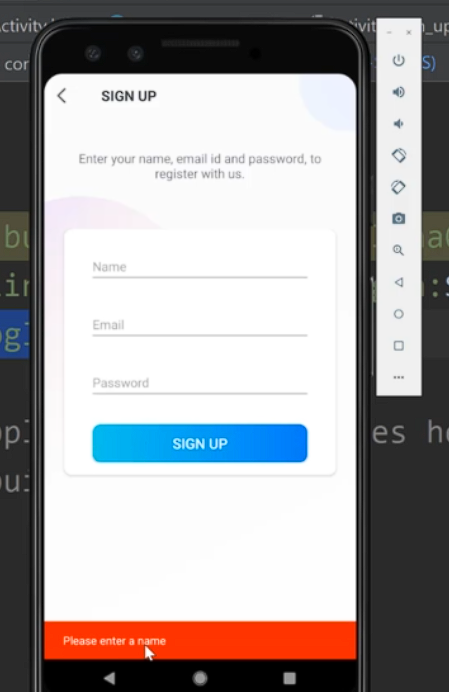 SIGN UP
Enter your name, email id and password, to
register with us.
Name
Email
Password
SIGN UP
Please enter a name